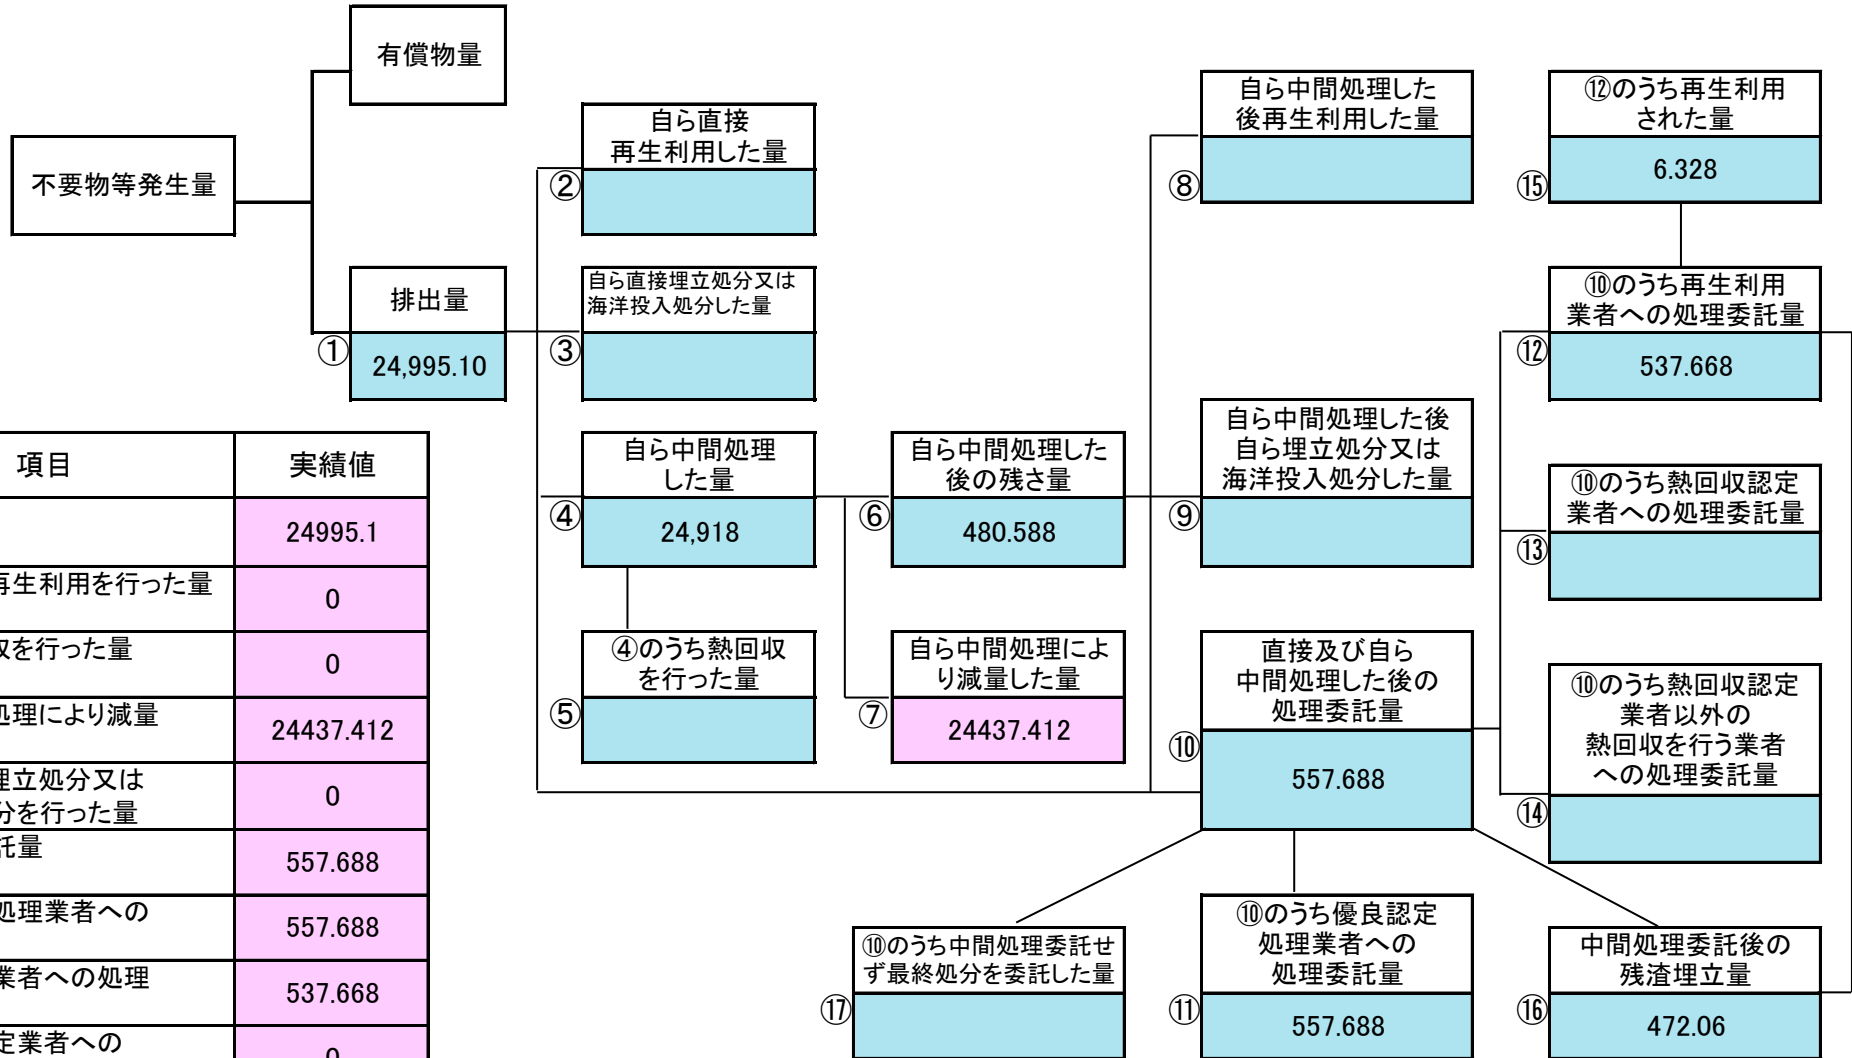 有償物量
不要物等発生量
排出量
①
24,995.10
自ら直接
再生利用した量
②
自ら直接埋立処分又は
海洋投入処分した量
③
自ら中間処理
した量
④
24,918
④のうち熱回収
を行った量
⑤
自ら中間処理した
後の残さ量
⑥
480.588
自ら中間処理によ
り減量した量
⑦
24437.412
自ら中間処理した
後再生利用した量
⑧
自ら中間処理した後
自ら埋立処分又は
海洋投入処分した量
⑨
直接及び自ら
中間処理した後の
処理委託量
⑩
557.688
⑫のうち再生利用
された量
⑮
6.328
⑩のうち再生利用
業者への処理委託量
⑫
537.668
⑩のうち熱回収認定
業者への処理委託量
⑬
⑩のうち熱回収認定
業者以外の
熱回収を行う業者
への処理委託量
⑭
⑩のうち中間処理委託せ
ず最終処分を委託した量
⑰
⑩のうち優良認定
処理業者への
処理委託量
⑪
557.688
中間処理委託後の
残渣埋立量
⑯
472.06
項目 実績値
24995.1
再生利用を行った量
0
収を行った量
0
処理により減量
24437.412
埋立処分又は
分を行った量
0
託量
557.688
処理業者への
557.688
業者への処理
537.668
定業者への
0